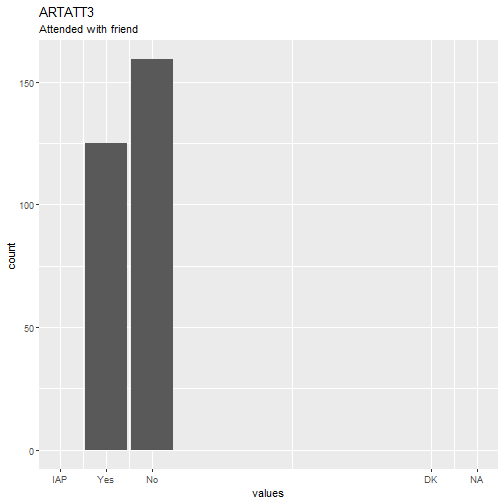 ARTATT3
Attended with friend
count
150
100
50
0
IAP Yes No DK NA
values